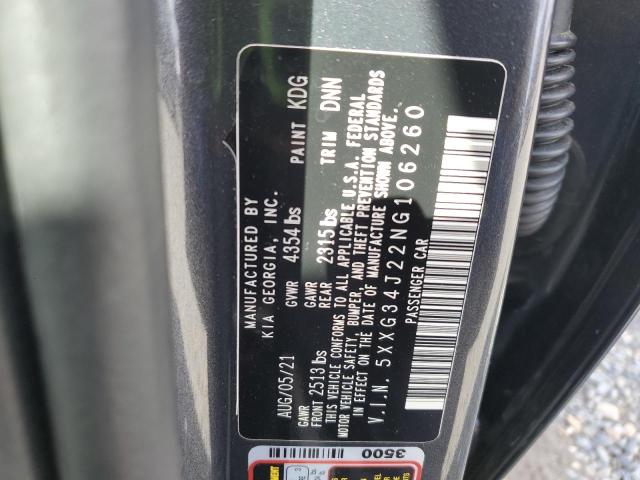 MANUFACTURED BY
KIA GEORGIA, INC.
AUG/05/21 GVWR 4354 lbs PAINT KDG
GAWR GAWR
FRONT 2513 lbs REAR 2315 lbs TRIM DNN
THIS VEHICLE CONFORMS TO ALL APPLICABLE U.S.A. FEDERAL
MOTOR VEHICLE SAFETY, BUMPER, AND THEFT PREVENTION STANDARDS
IN EFFECT ON THE DATE OF MANUFACTURE SHOWN ABOVE.
V.I.N. 5XXG34J22NG106260
PASSENGER CAR
3500